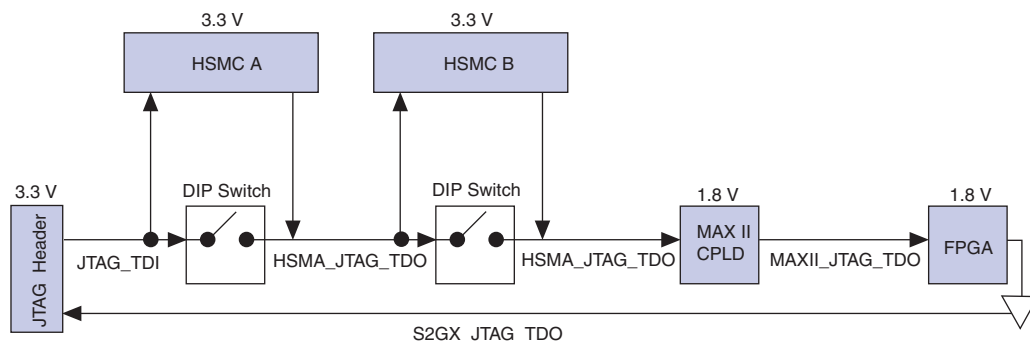 3.3 V
HSMC A
3.3 V
HSMC B
3.3 V
JTAG Header
DIP Switch
DIP Switch
1.8 V
MAX II
CPLD
1.8 V
FPGA
JTAG_TDI
HSMA_JTAG_TDO
HSMA_JTAG_TDO
MAXII_JTAG_TDO
S2GX_JTAG_TDO